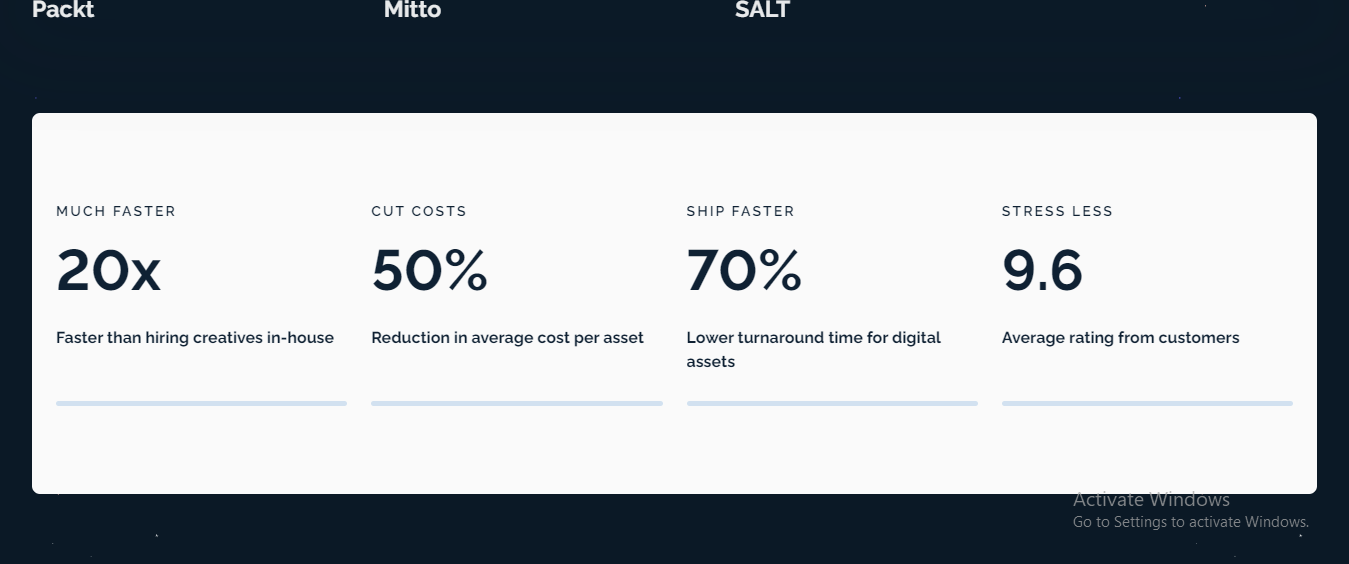 Packt
Mitto
SALT
MUCH FASTER
20x
Faster than hiring creatives in-house
CUT COSTS
50%
Reduction in average cost per asset
SHIP FASTER
70%
Lower turnaround time for digital
assets
STRESS LESS
9.6
Average rating from customers
Activate Windows
Go to Settings to activate Windows.